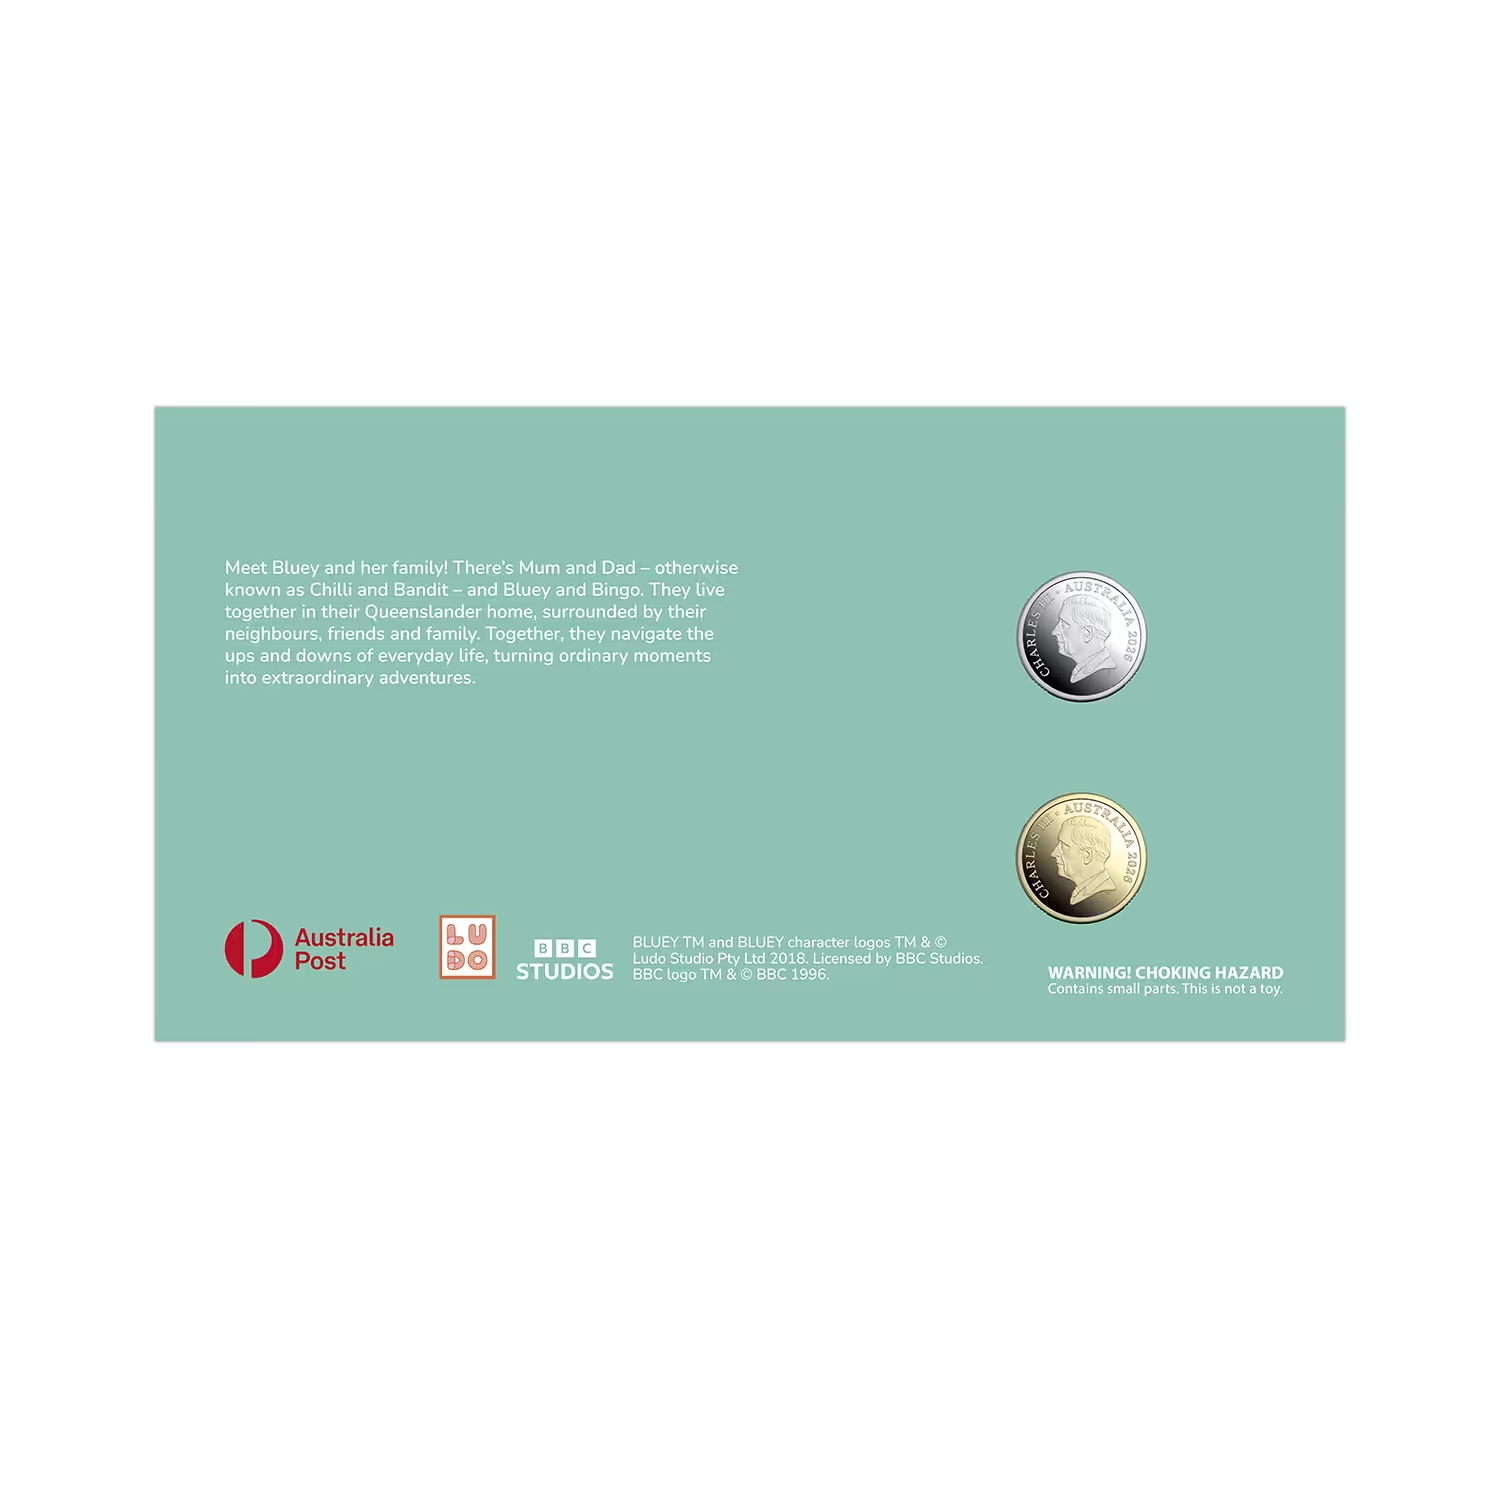 Meet Bluey and her family! There's Mum and Dad – otherwise
known as Chilli and Bandit – and Bluey and Bingo. They live
together in their Queenslander home, surrounded by their
neighbours, friends and family. Together, they navigate the
ups and downs of everyday life, turning ordinary moments
into extraordinary adventures.
CHARLES III • AUSTRALIA 2026
CHARLES III • AUSTRALIA 2026
Australia
Post
LU
DO
BBC
STUDIOS
BLUEY TM and BLUEY character logos TM & ©
Ludo Studio Pty Ltd 2018. Licensed by BBC Studios.
BBC logo TM & © BBC 1996.
WARNING! CHOKING HAZARD
Contains small parts. This is not a toy.